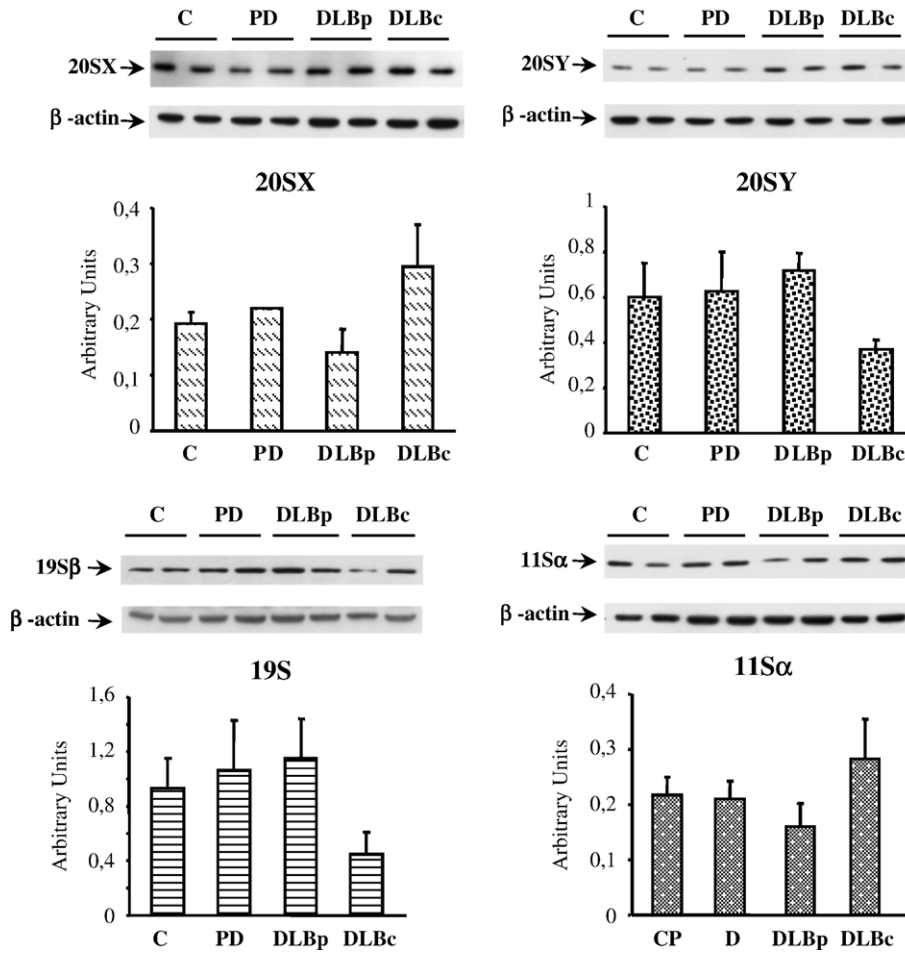 C PD DLBp DLBc
20SX
β -actin
20SX
Arbitrary Units
0,4
0,3
0,2
0,1
0
C PD DLBp DLBc
C PD DLBp DLBc
20SY
β -actin
20SY
Arbitrary Units
1
0,8
0,6
0,4
0,2
0
C PD DLBp DLBc
C PD DLBp DLBc
19Sβ
β -actin
19S
Arbitrary Units
1,6
1,2
0,8
0,4
0
C PD DLBp DLBc
C PD DLBp DLBc
11Sα
β -actin
11Sα
Arbitrary Units
0,4
0,3
0,2
0,1
0
CP D DLBp DLBc